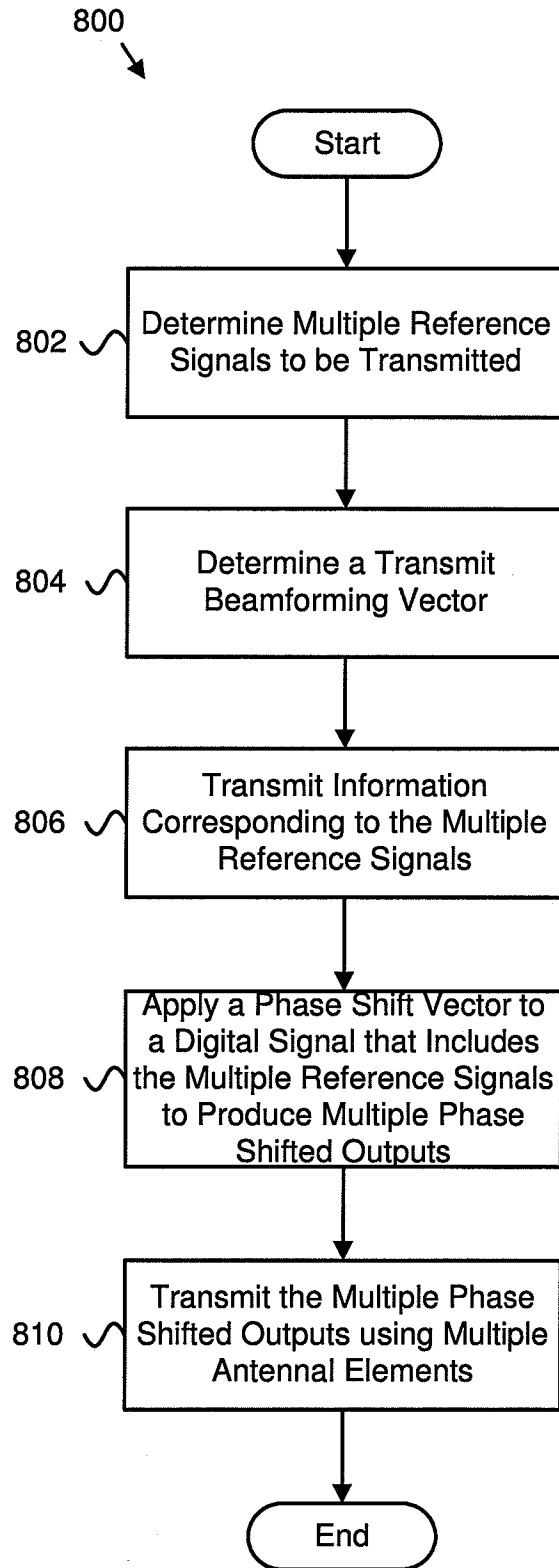 800
Start
802
Determine Multiple Reference
Signals to be Transmitted
804
Determine a Transmit
Beamforming Vector
806
Transmit Information
Corresponding to the Multiple
Reference Signals
808
Apply a Phase Shift Vector to
a Digital Signal that Includes
the Multiple Reference Signals
to Produce Multiple Phase
Shifted Outputs
810
Transmit the Multiple Phase
Shifted Outputs using Multiple
Antennal Elements
End